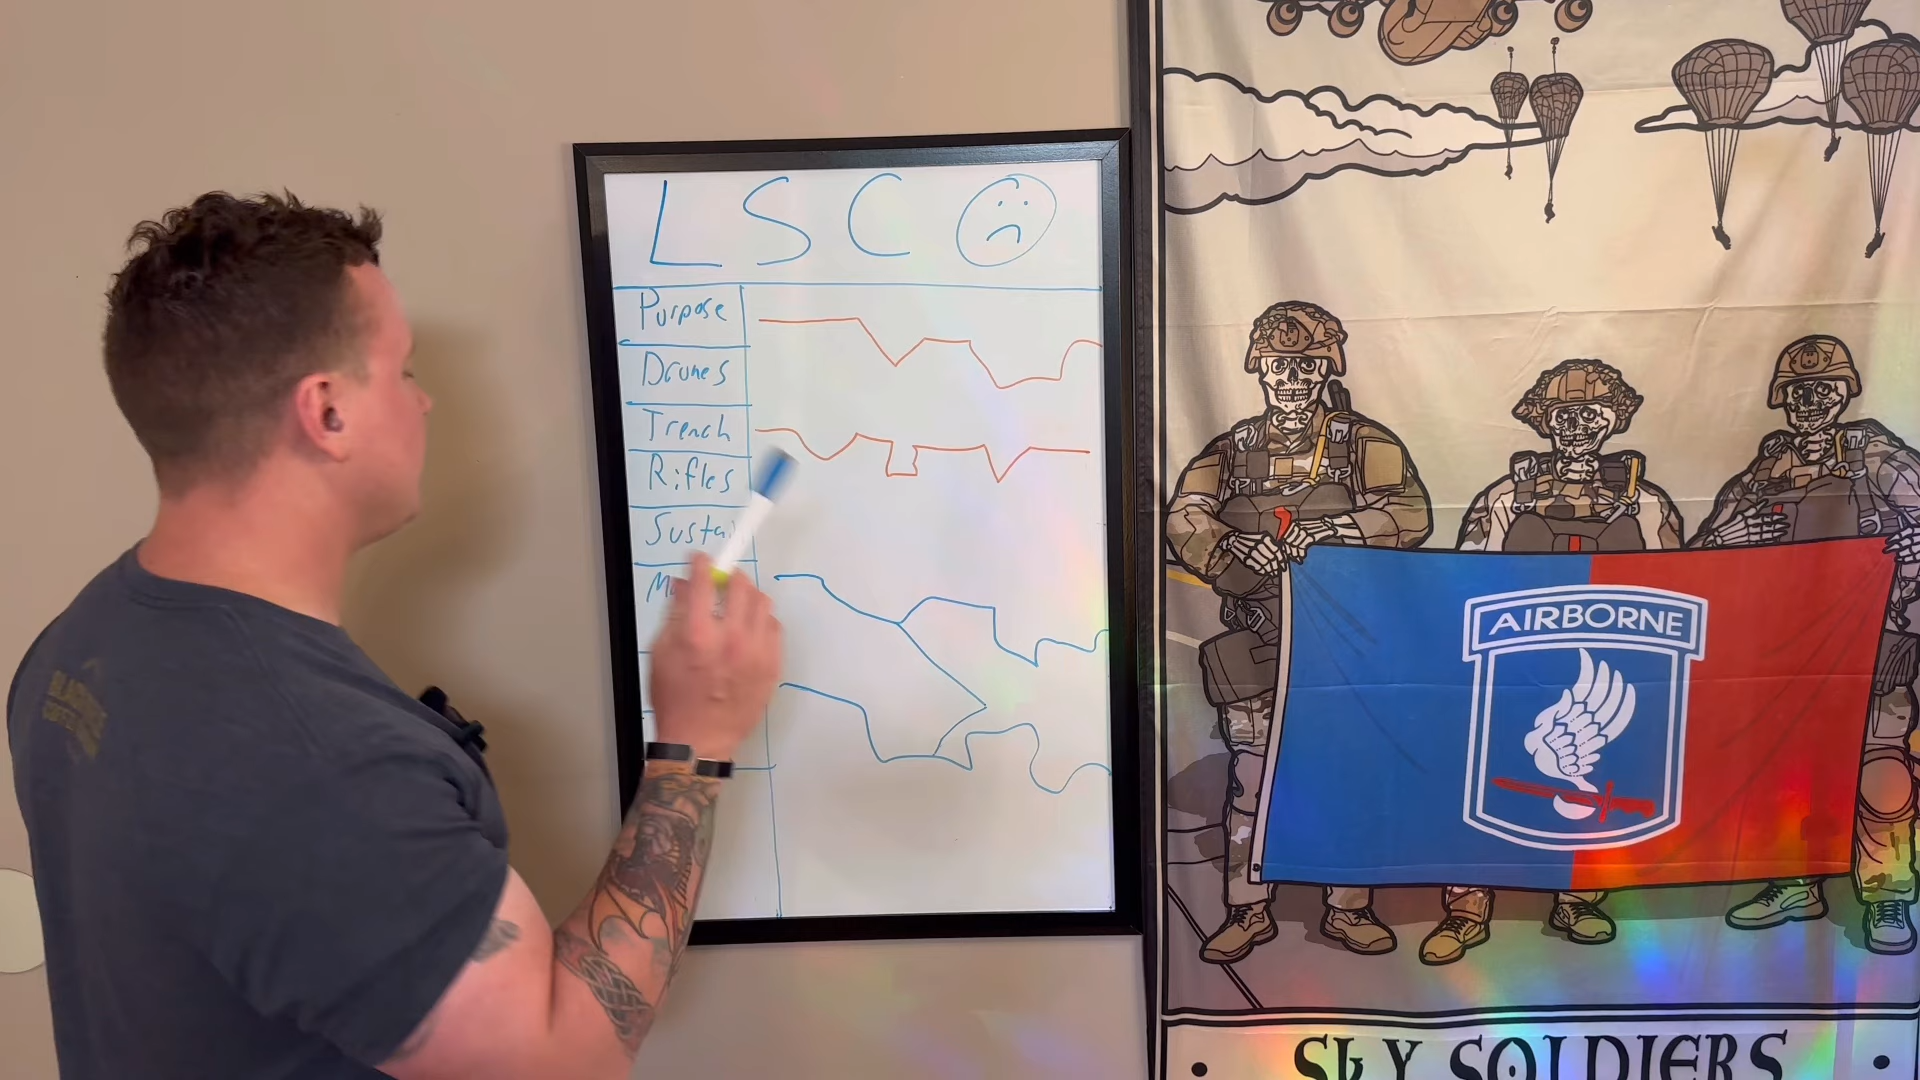 LSC
Purpose
Drones
Trench
Rifles
AIRBORNE
SKY SOLDIERS